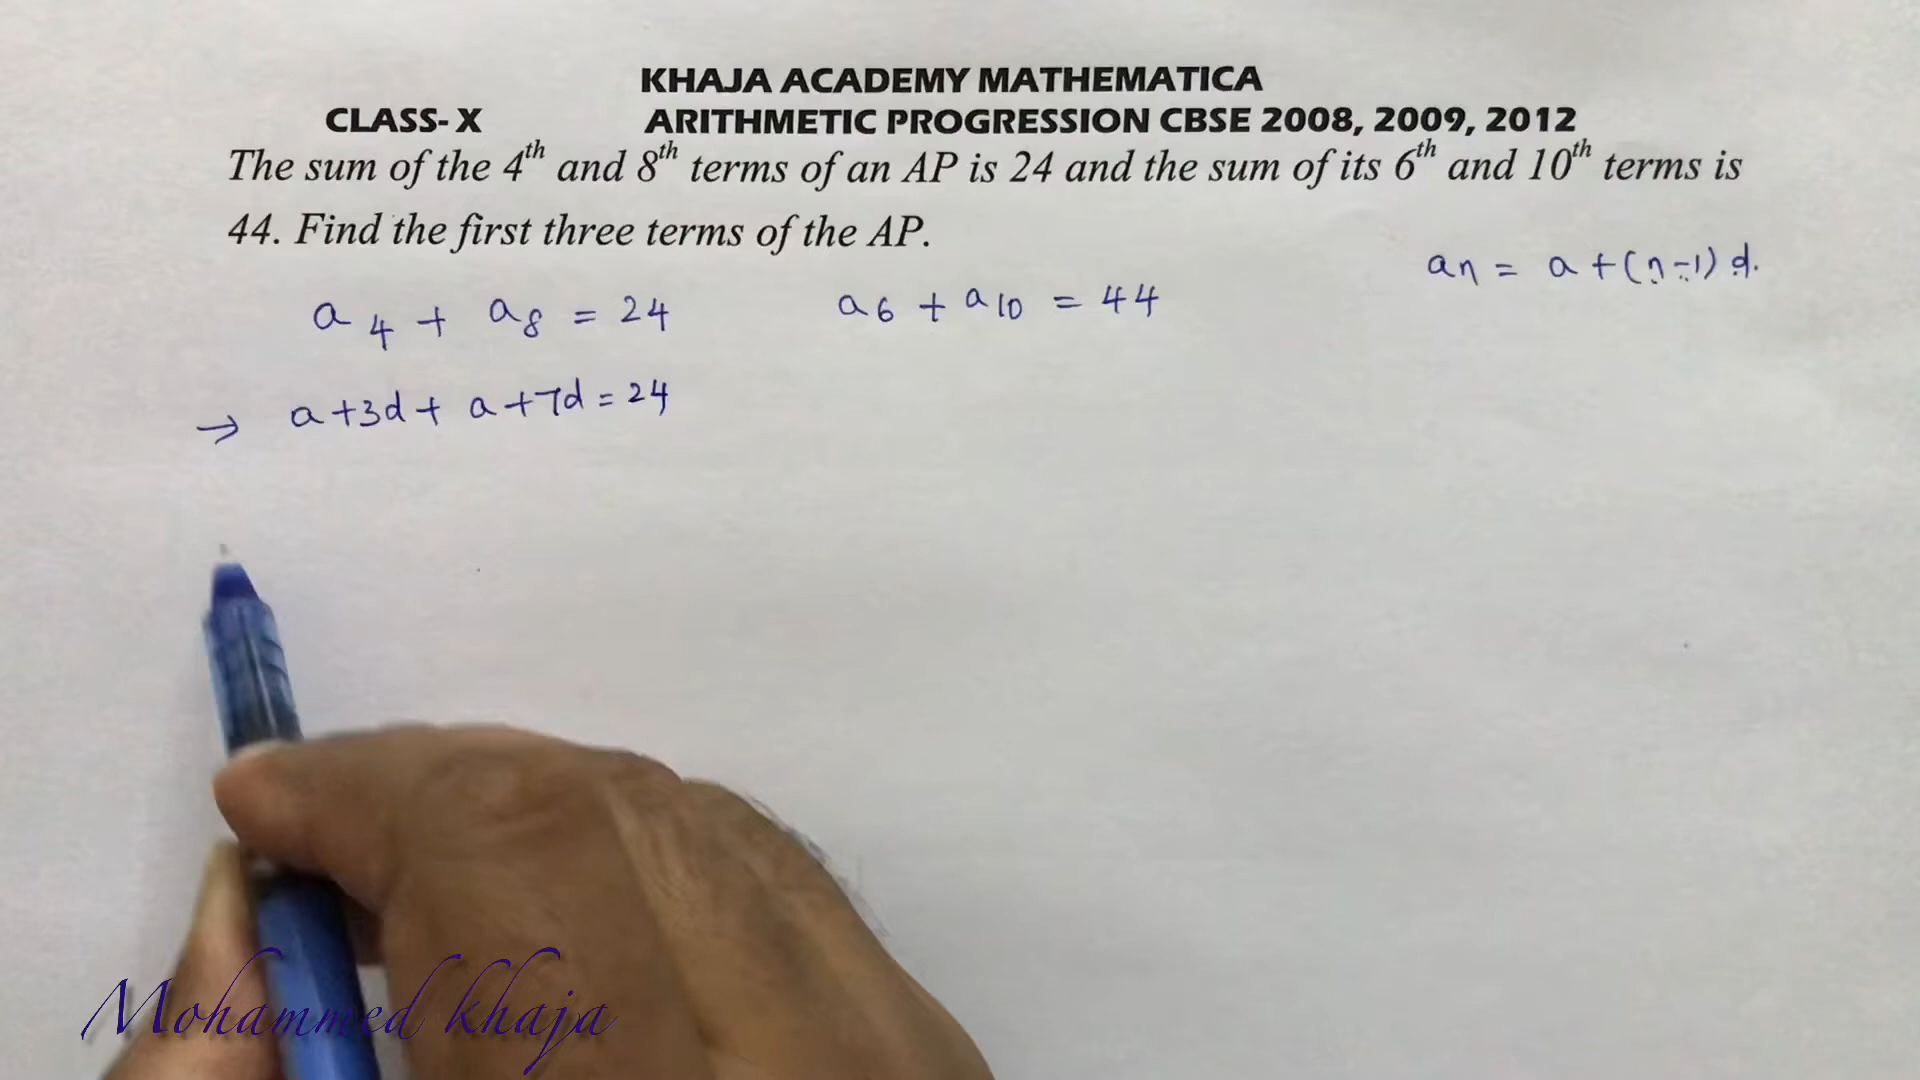 KHAJA ACADEMY MATHEMATICA
CLASS- X ARITHMETIC PROGRESSION CBSE 2008, 2009, 2012
The sum of the 4th and 8th terms of an AP is 24 and the sum of its 6th and 10th terms is
44. Find the first three terms of the AP.
an = a + (n-1) d.
a4 + a8 = 24 a6 + a10 = 44
→ a+3d + a+7d = 24
Mohammed khaja